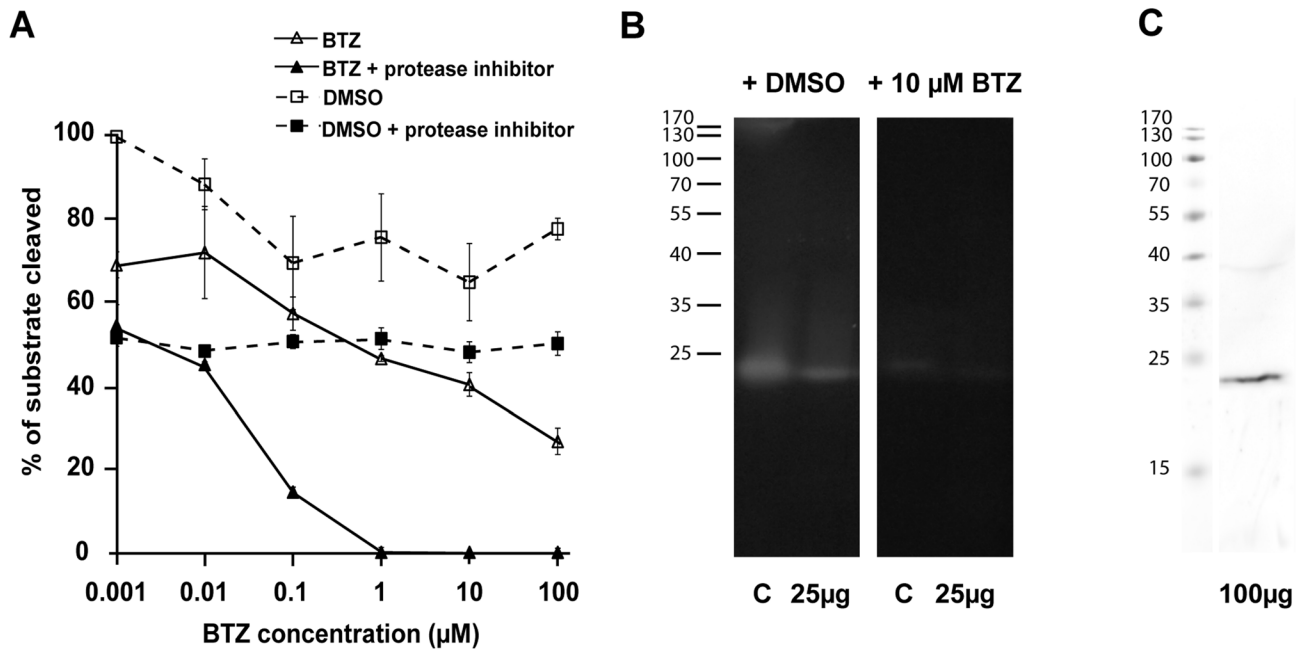 A
BTZ
BTZ + protease inhibitor
DMSO
DMSO + protease inhibitor
% of substrate cleaved
100
80
60
40
20
0
0.001 0.01 0.1 1 10 100
BTZ concentration (µM)
B
+ DMSO + 10 µM BTZ
170
130
100
70
55
40
35
25
C 25µg C 25µg
C
170
130
100
70
55
40
35
25
15
100µg